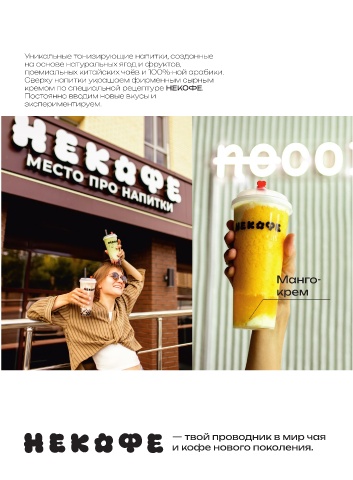 Уникальные тонизирующие напитки, созданные
на основе натуральных ягод и фруктов,
премиальных китайских чаёв и 100%-ной арабики.
Сверху напитки украшаем фирменным сырным
кремом по специальной рецептуре НЕКОФЕ.
Постоянно вводим новые вкусы и
экспериментируем.
НЕКОФЕ
МЕСТО ПРО НАПИТКИ
НЕКОФЕ
Манго-
крем
НЕКОФЕ
— твой проводник в мир чая
и кофе нового поколения.